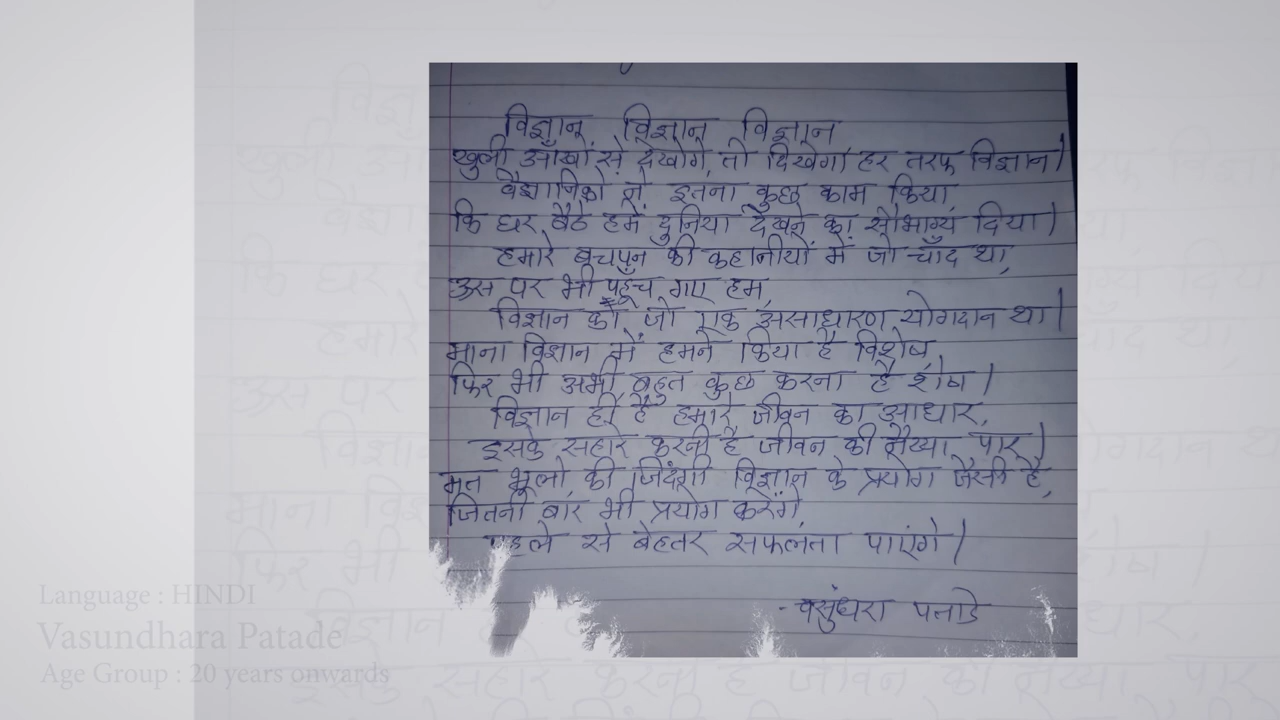 विज्ञान विज्ञान विज्ञान
खुली आँखों से देखोगे, तो दिखेगा हर तरफ विज्ञान।
वैज्ञानिकों ने इतना कुछ काम किया,
कि घर बैठे हमें दुनिया देखने का सौभाग्य दिया।
हमारे बचपन की कहानीयों में जो चाँद था,
उस पर भी पहूँच गए हम,
विज्ञान का जो एक असाधारण योगदान था।
माना विज्ञान में हमने किया है विशेष,
फिर भी अभी बहुत कुछ करना है शेष।
विज्ञान ही है हमारे जीवन का आधार,
इसके सहारे करनी है जीवन की नैय्या पार।
मत भूलो की जिंदगी विज्ञान के प्रयोग जैसी है,
जितनी बार भी प्रयोग करेंगे,
पहले से बेहतर सफलता पाएंगे।
- वसुंधरा पताडे
Language : HINDI
Vasundhara Patade
Age Group : 20 years onwards